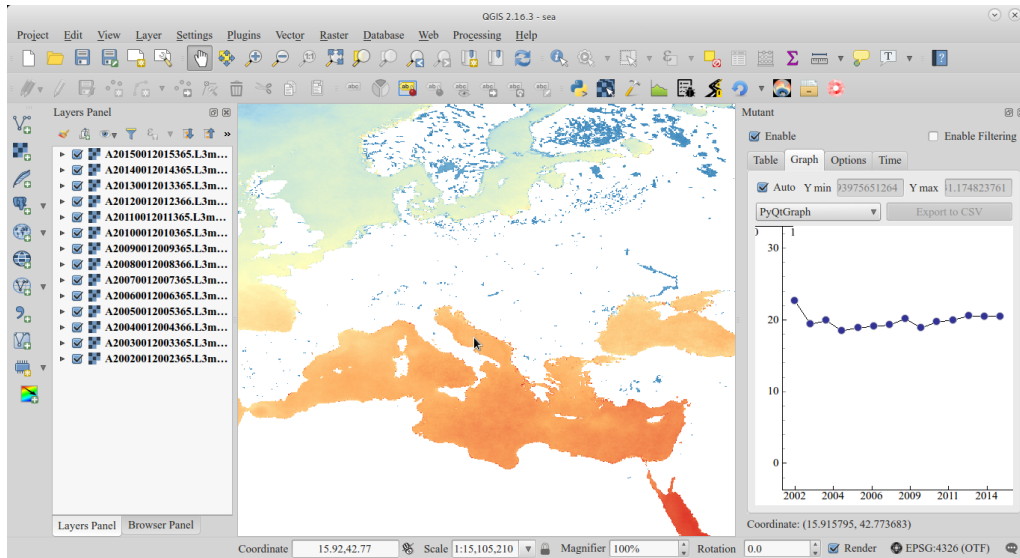 QGIS 2.16.3 - sea
Project Edit View Layer Settings Plugins Vector Raster Database Web Processing Help
Layers Panel
A20150012015365.L3m...
A20140012014365.L3m...
A20130012013365.L3m...
A20120012012366.L3m...
A20110012011365.L3m...
A20100012010365.L3m...
A20090012009365.L3m...
A20080012008366.L3m...
A20070012007365.L3m...
A20060012006365.L3m...
A20050012005365.L3m...
A20040012004366.L3m...
A20030012003365.L3m...
A20020012002365.L3m...
Layers Panel Browser Panel
Mutant
Enable Enable Filtering
Table Graph Options Time
Auto Y min 93975651264 Y max 31.174823761
PyQtGraph Export to CSV
30
20
10
0
2002 2004 2006 2009 2011 2014
Coordinate: (15.915795, 42.773683)
Coordinate 15.92,42.77 Scale 1:15,105,210 Magnifier 100% Rotation 0.0 Render EPSG:4326 (OTF)